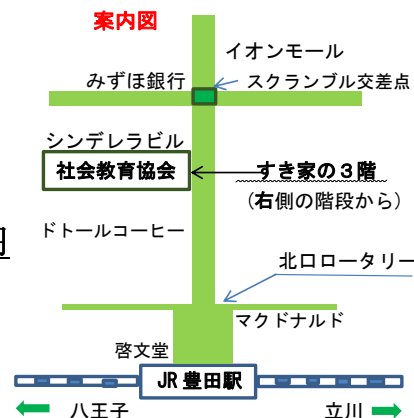 案内図
イオンモール
みずほ銀行
スクランブル交差点
シンデレラビル
社会教育協会
すき家の３階
（右側の階段から）
ドトールコーヒー
円
北口ロータリー
マクドナルド
啓文堂
JR 豊田駅
八王子
立川